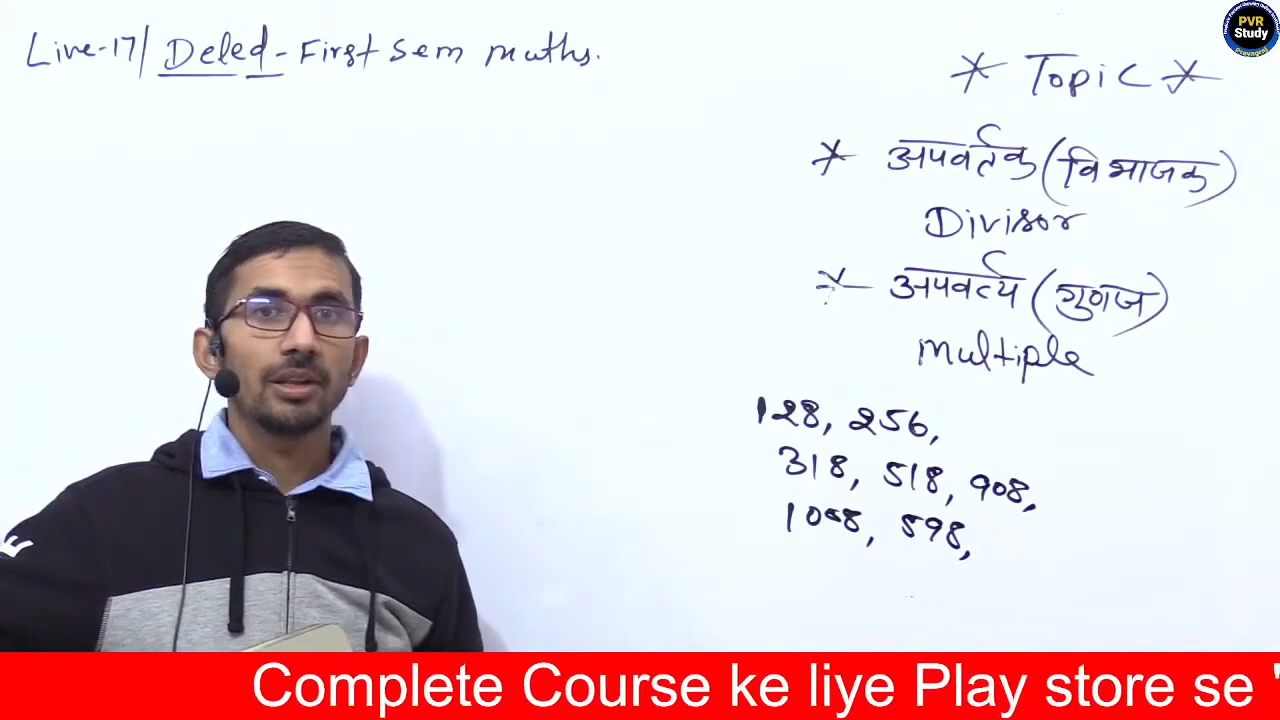 Live-17/ Deled - First Sem maths.
* Topic *
* अपवर्तक (विभाजक)
Divisor
* अपवर्त्य (गुणज)
multiple
128, 256,
318, 518, 908,
1058, 598,
PVR
Study
Prayagraj
Complete Course ke liye Play store se "